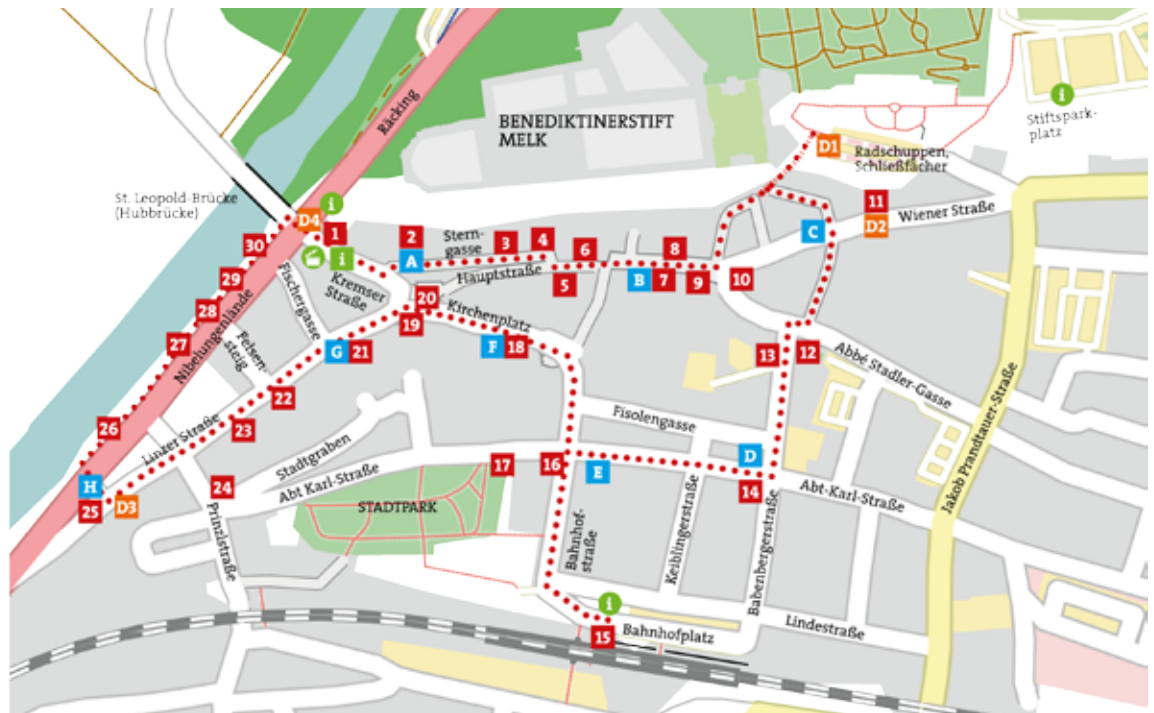 Räcking
BENEDIKTINERSTIFT
MELK
i
Stiftspark-
platz
D1
Radschuppen,
Schließfächer
St. Leopold-Brücke
(Hubbrücke)
D4
i
1
i
30
2
A
Stern-
gasse
3
4
6
8
11
D2
Wiener Straße
C
Hauptstraße
5
B
7
9
10
29
28
27
Nibelungenlände
Fischergasse
Kremser
Straße
20
19
Kirchenplatz
F
18
G
21
Felsen-
steig
13
12
Abbé Stadler-Gasse
Jakob Prandtauer-Straße
22
23
26
Linzer Straße
Stadtgraben
Fisolengasse
H
25
D3
24
Abt Karl-Straße
17
16
E
D
14
Abt-Karl-Straße
STADTPARK
Prinzlstraße
Bahnhof-
straße
Keiblingerstraße
Babenbergerstraße
i
15
Bahnhofplatz
Lindestraße